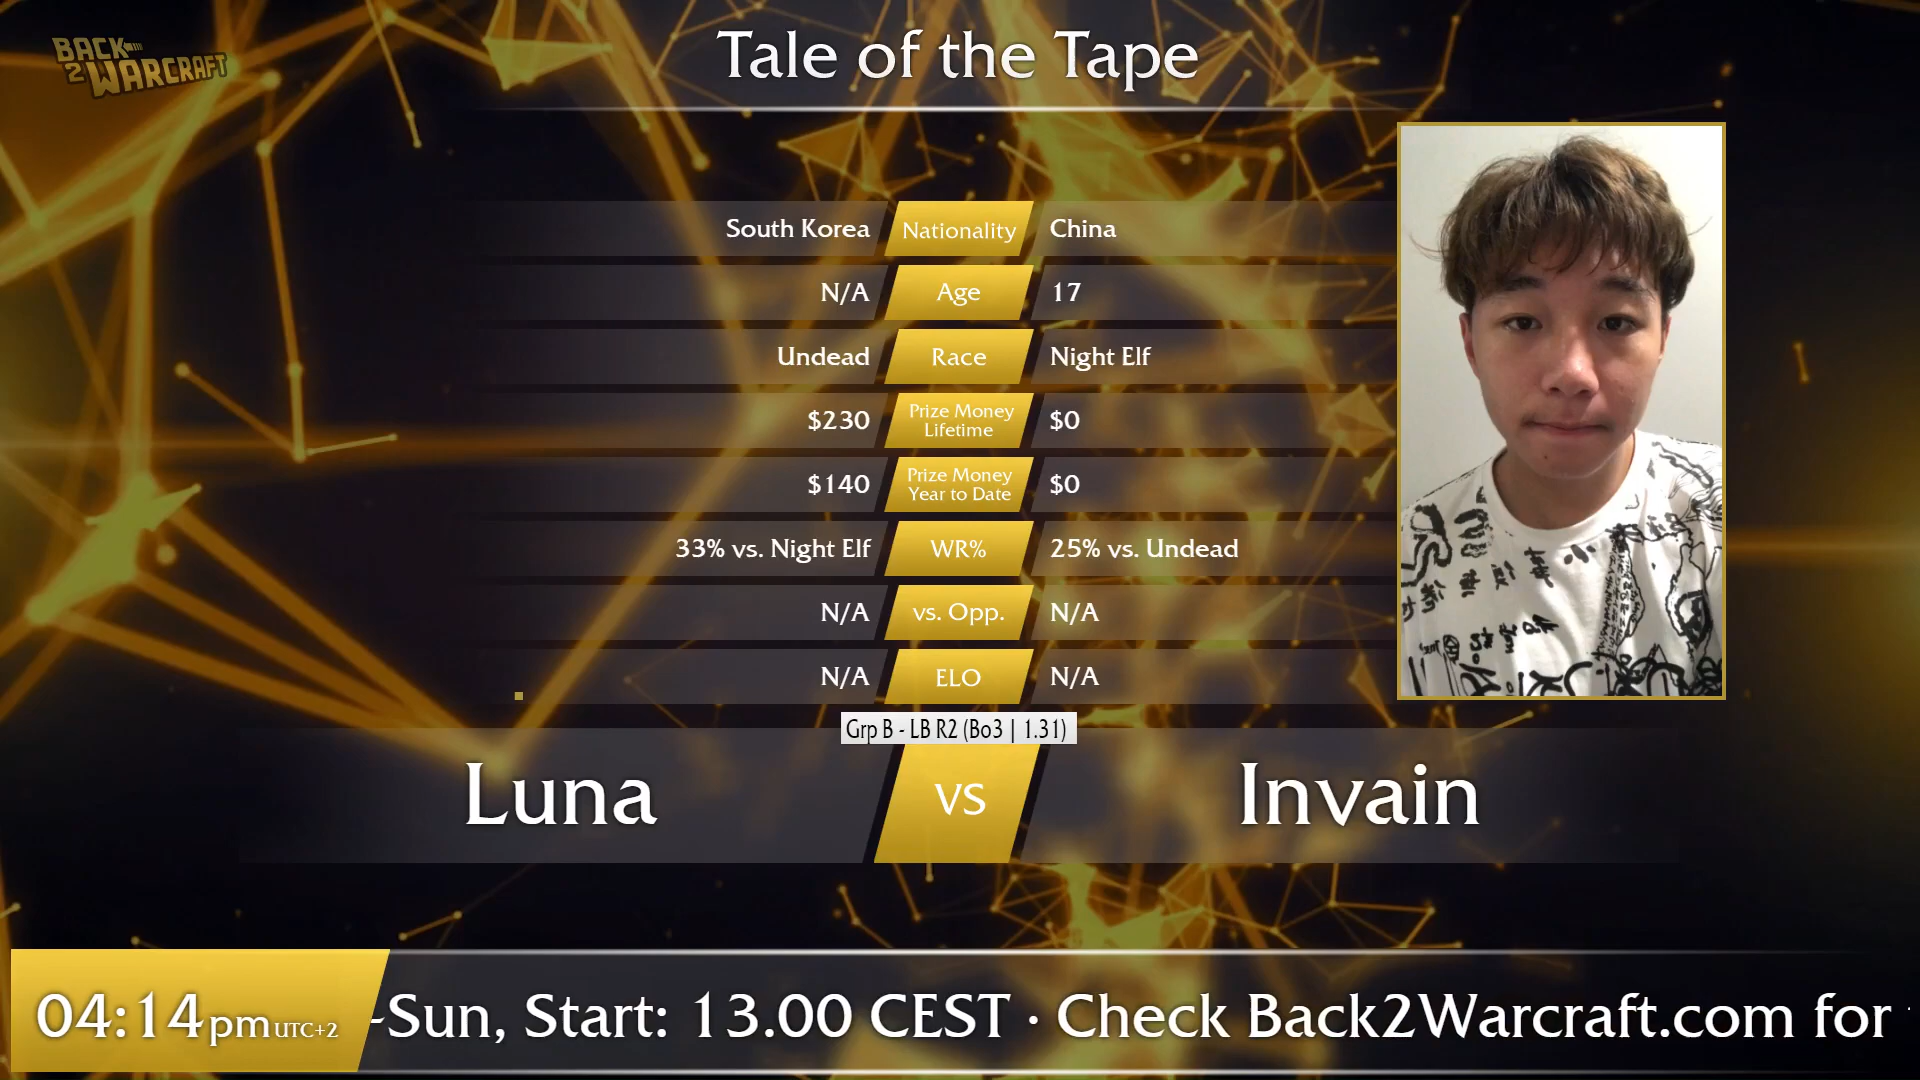 BACK
2 WARCRAFT
Tale of the Tape
South Korea Nationality China
N/A Age 17
Undead Race Night Elf
$230 Prize Money Lifetime $0
$140 Prize Money Year to Date $0
33% vs. Night Elf WR% 25% vs. Undead
N/A vs. Opp. N/A
N/A ELO N/A
Grp B - LB R2 (Bo3 | 1.31)
Luna VS Invain
04:14pm UTC+2 -Sun, Start: 13.00 CEST · Check Back2Warcraft.com for